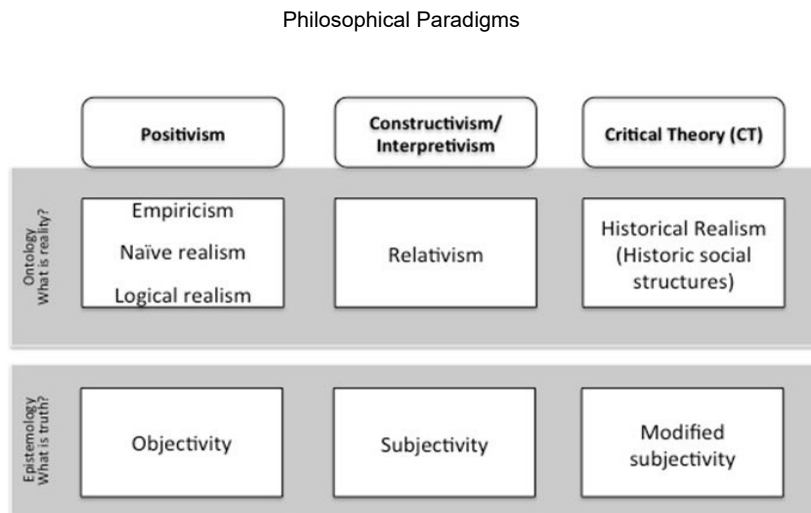 Philosophical Paradigms
Positivism
Constructivism/
Interpretivism
Critical Theory (CT)
Ontology
What is reality?
Empiricism
Naïve realism
Logical realism
Relativism
Historical Realism
(Historic social
structures)
Epistemology
What is truth?
Objectivity
Subjectivity
Modified
subjectivity